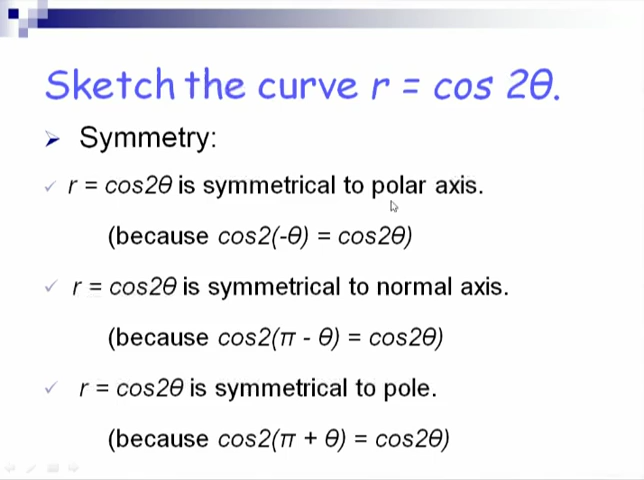 Sketch the curve r = cos 2θ.
Symmetry:
r = cos2θ is symmetrical to polar axis.
(because cos2(-θ) = cos2θ)
r = cos2θ is symmetrical to normal axis.
(because cos2(π - θ) = cos2θ)
r = cos2θ is symmetrical to pole.
(because cos2(π + θ) = cos2θ)